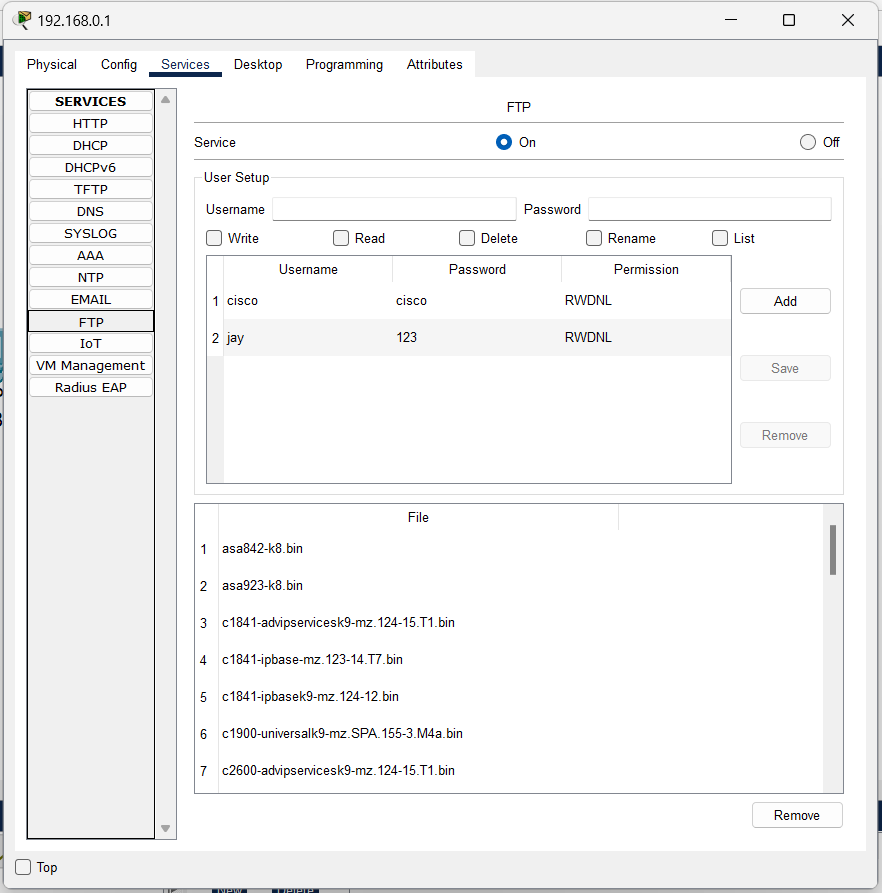 192.168.0.1
Physical Config Services Desktop Programming Attributes
SERVICES
HTTP
DHCP
DHCPv6
TFTP
DNS
SYSLOG
AAA
NTP
EMAIL
FTP
IoT
VM Management
Radius EAP
FTP
Service On Off
User Setup
Username Password
Write Read Delete Rename List
Username Password Permission
1 cisco cisco RWDNL
2 jay 123 RWDNL
Add
Save
Remove
File
1 asa842-k8.bin
2 asa923-k8.bin
3 c1841-advipservicesk9-mz.124-15.T1.bin
4 c1841-ipbase-mz.123-14.T7.bin
5 c1841-ipbasek9-mz.124-12.bin
6 c1900-universalk9-mz.SPA.155-3.M4a.bin
7 c2600-advipservicesk9-mz.124-15.T1.bin
Remove
Top